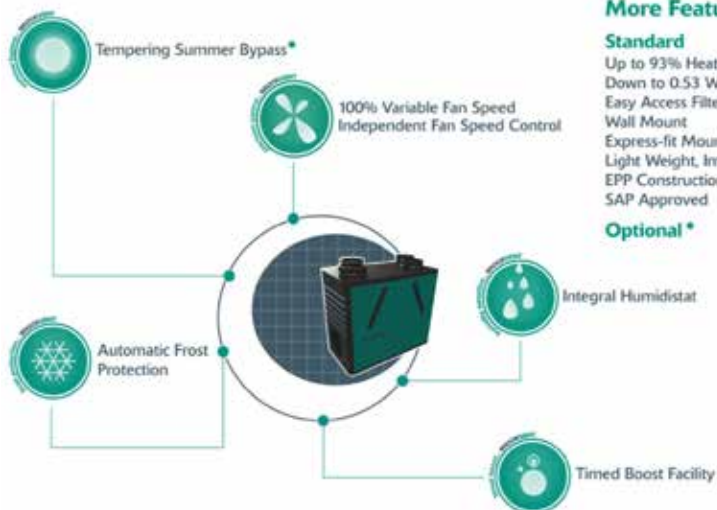 More Featu
Standard
Up to 93% Heat
Down to 0.53 W
Easy Access Filte
Wall Mount
Express-fit Moun
Light Weight, In
EPP Construction
SAP Approved
Optional*
Tempering Summer Bypass*
100% Variable Fan Speed
Independent Fan Speed Control
Integral Humidistat
Automatic Frost
Protection
Timed Boost Facility